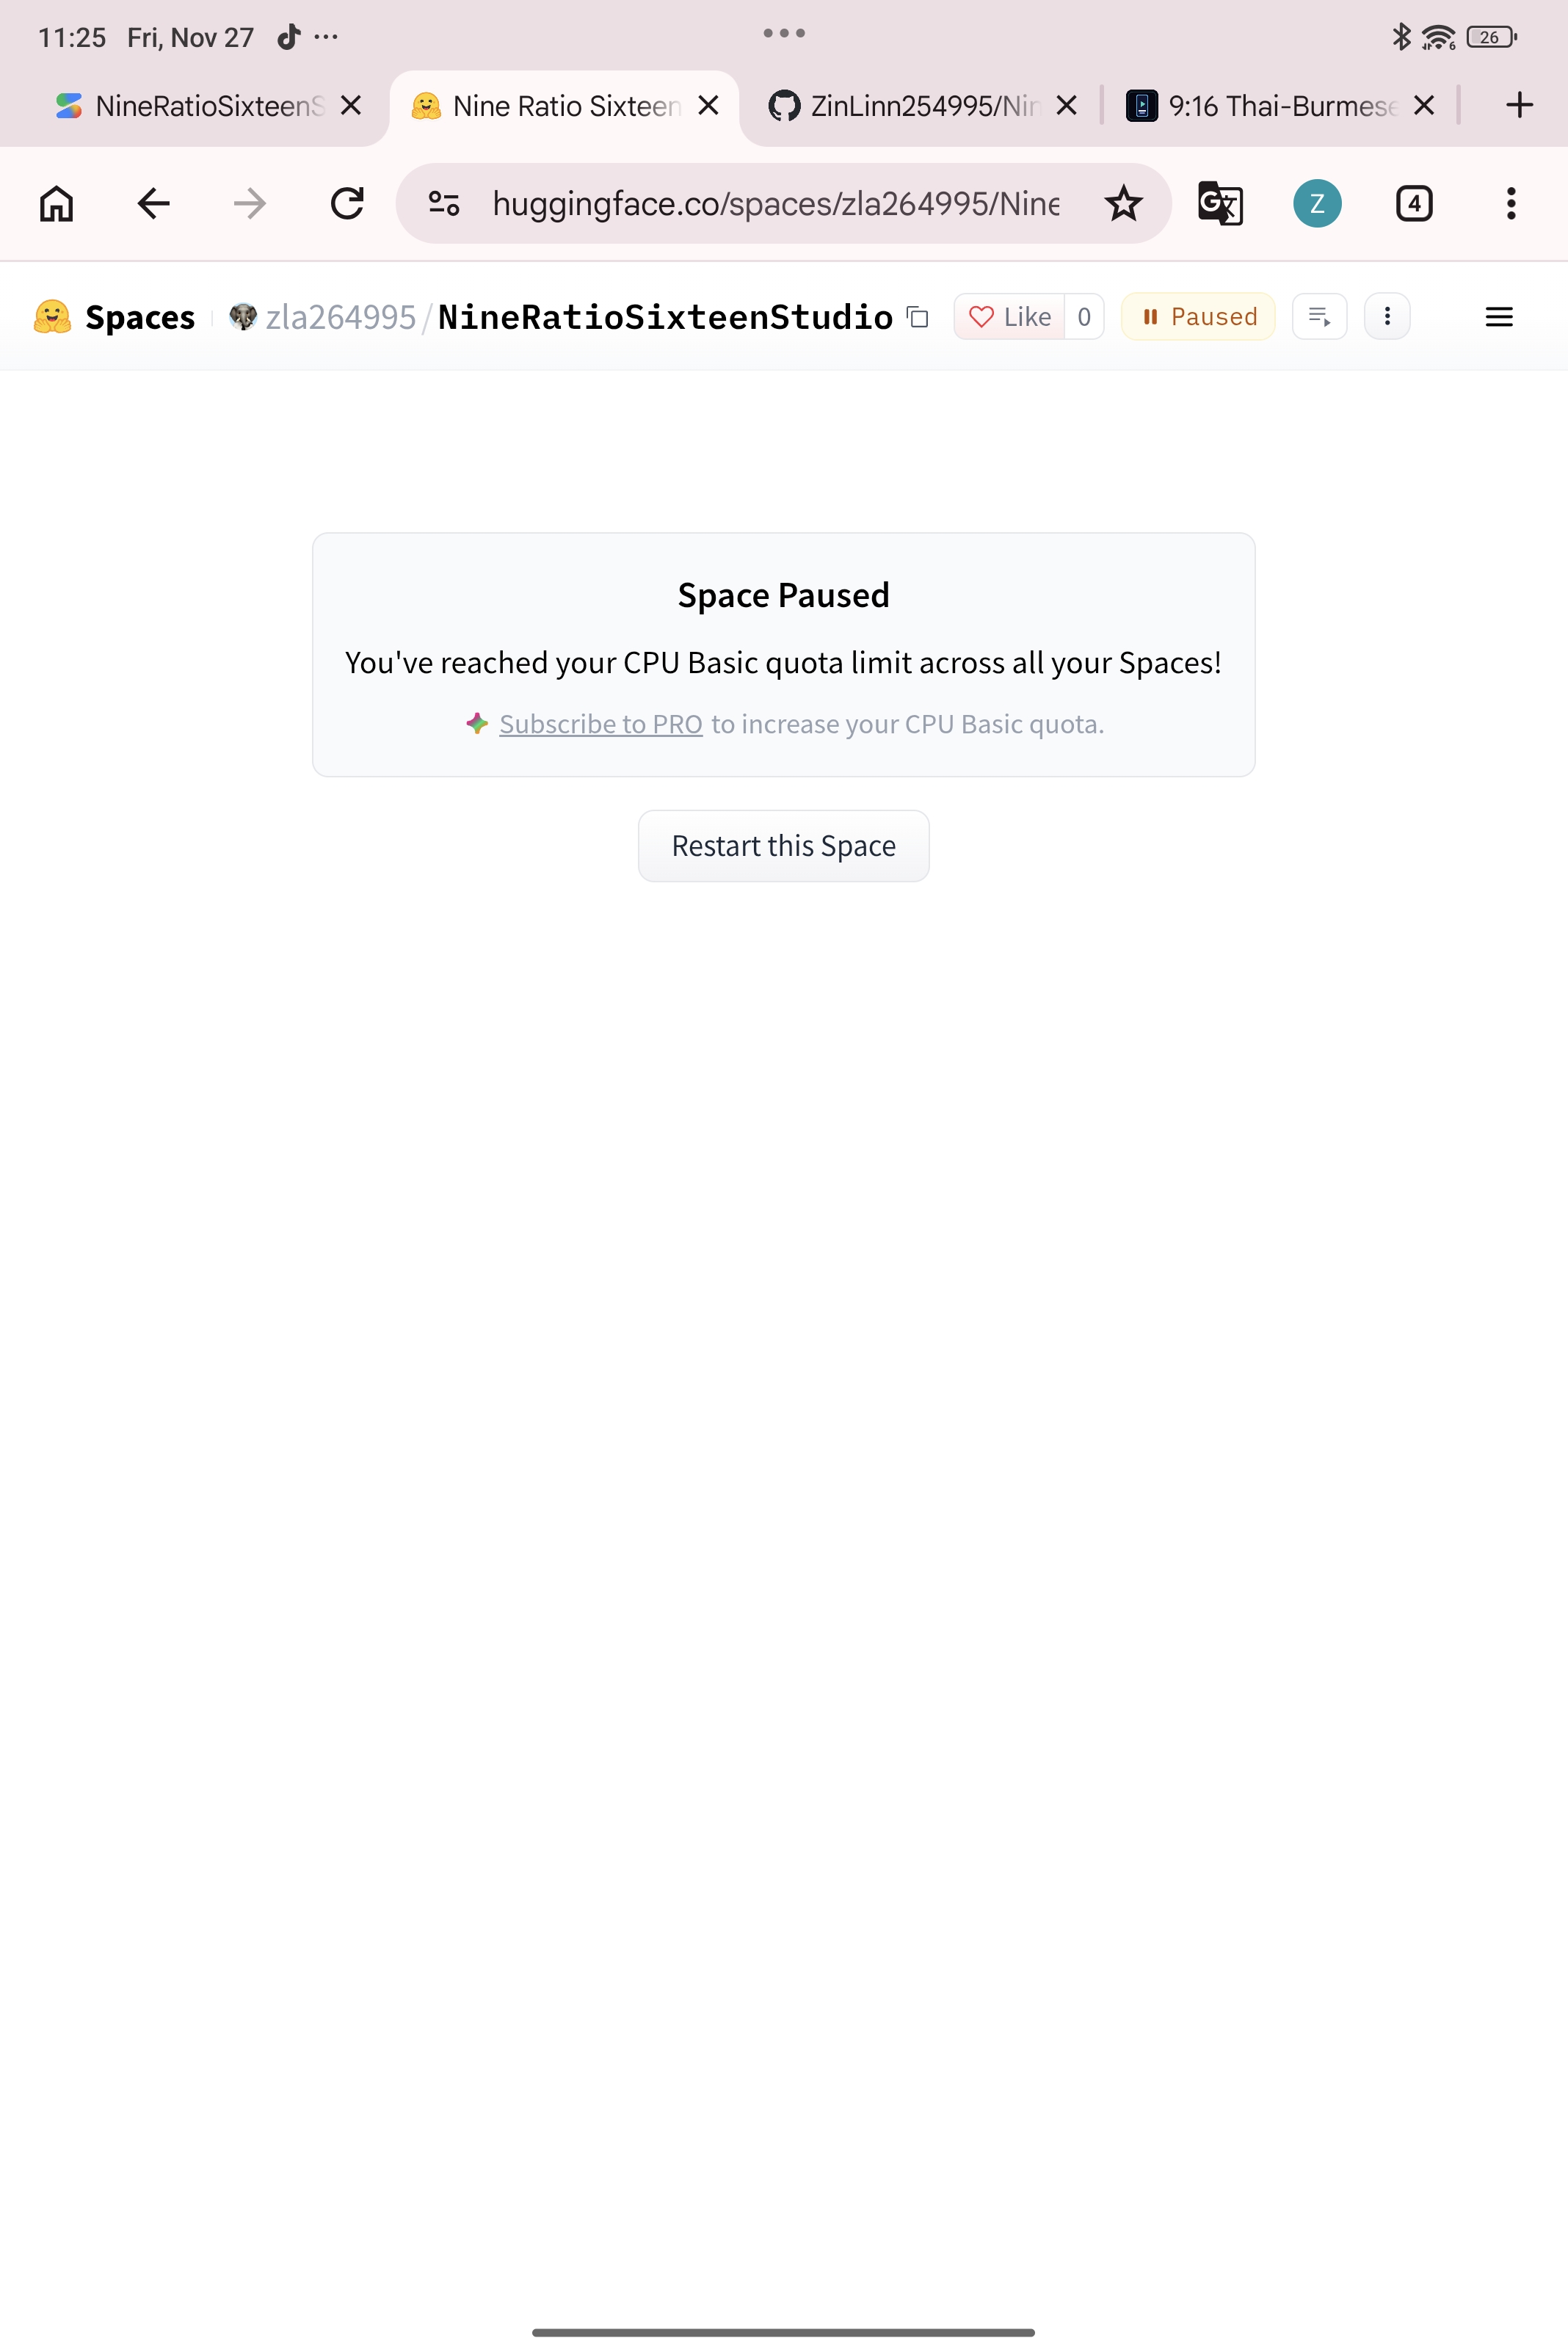 11:25 Fri, Nov 27 ...
26
NineRatioSixteenS
Nine Ratio Sixteen
ZinLinn254995/Nin
9:16 Thai-Burmese
huggingface.co/spaces/zla264995/Nine
Z
4
Spaces zla264995/NineRatioSixteenStudio Like 0 Paused
Space Paused
You've reached your CPU Basic quota limit across all your Spaces!
Subscribe to PRO to increase your CPU Basic quota.
Restart this Space